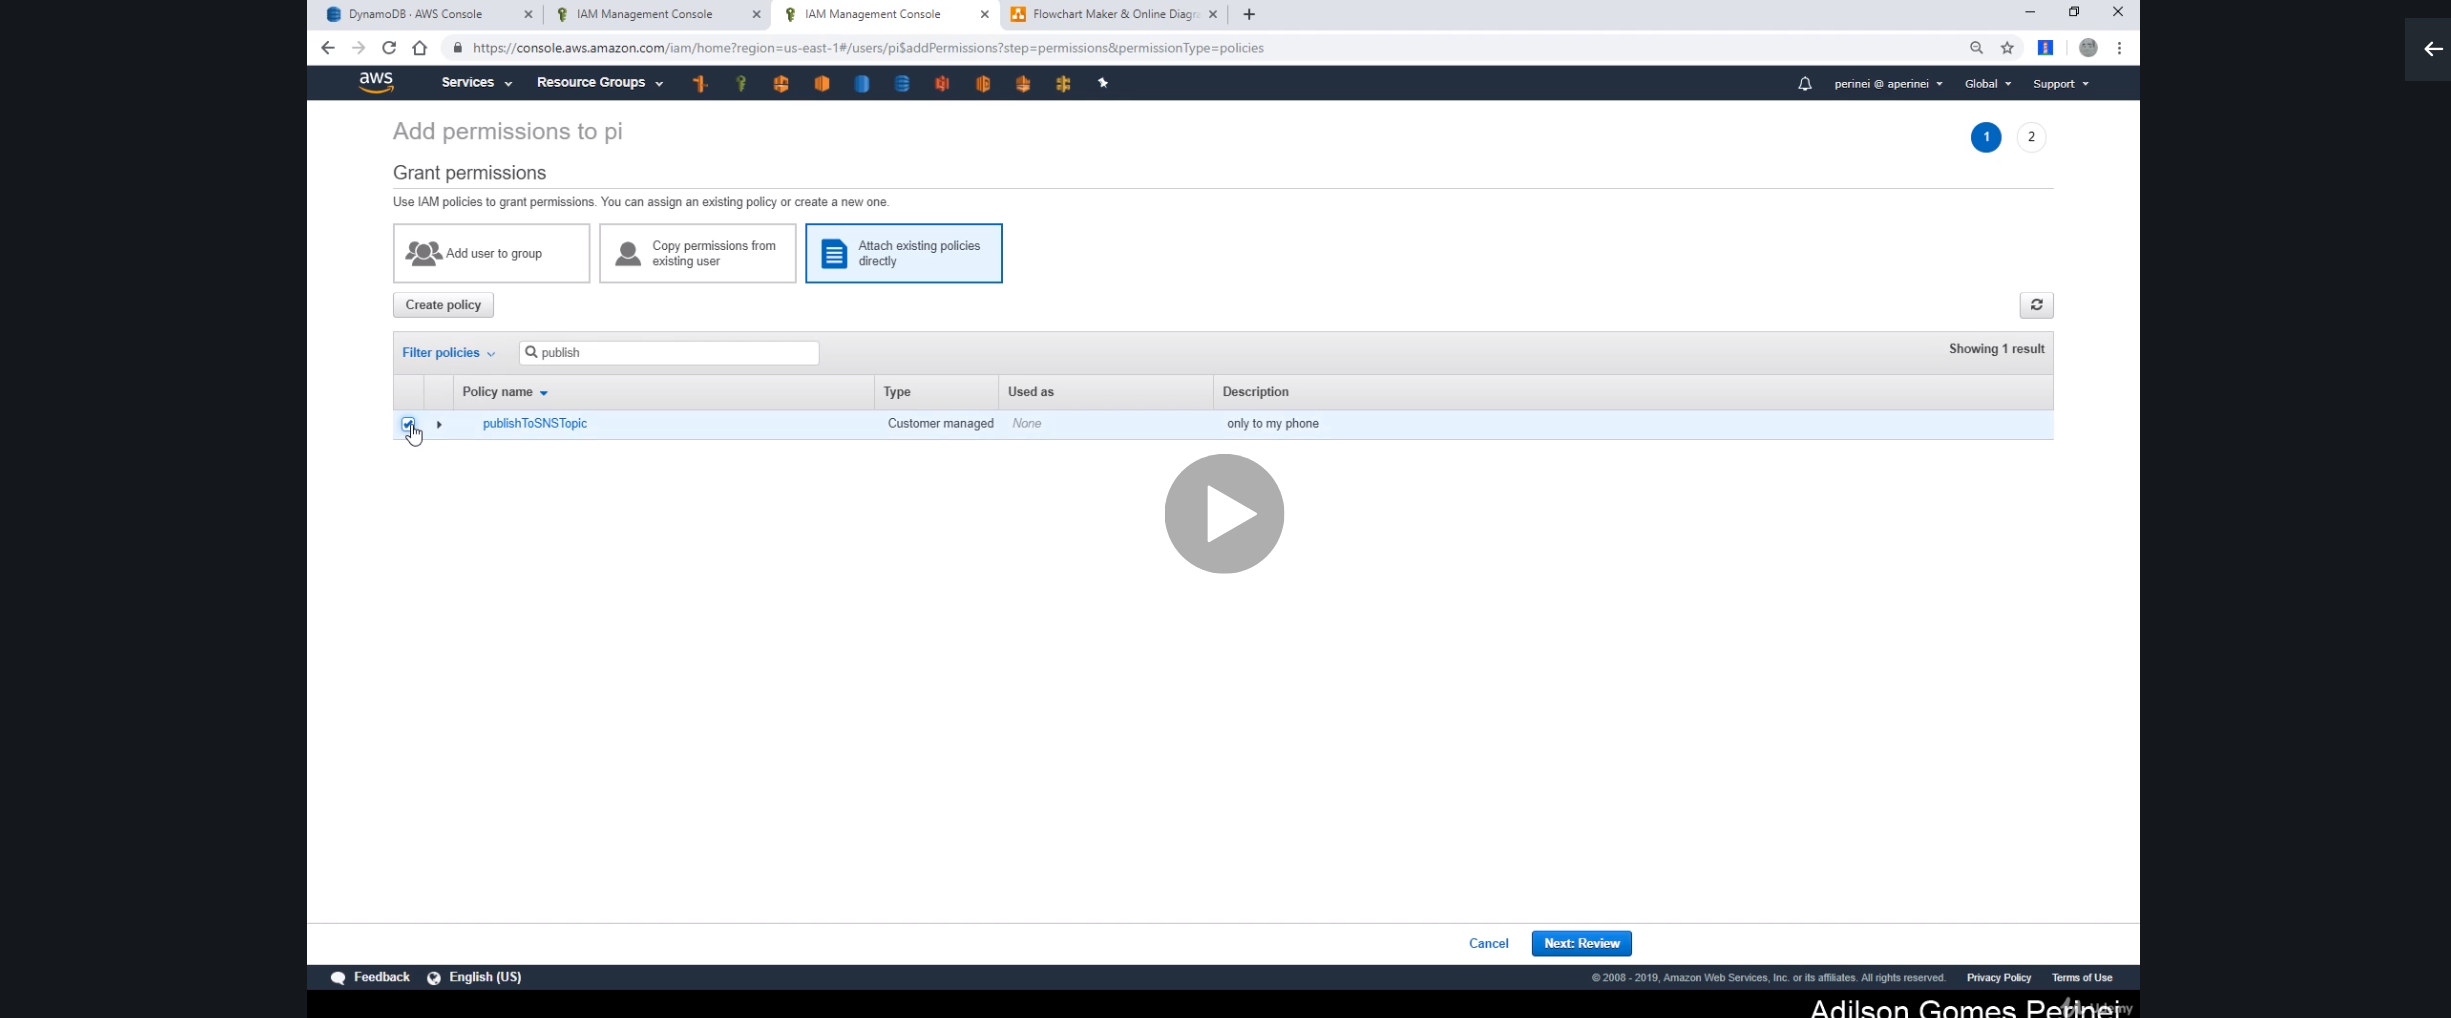 DynamoDB · AWS Console
IAM Management Console
IAM Management Console
Flowchart Maker & Online Diagr
https://console.aws.amazon.com/iam/home?region=us-east-1#/users/pi$addPermissions?step=permissions&permissionType=policies
aws Services Resource Groups perinei @ aperinei Global Support
Add permissions to pi
1 2
Grant permissions
Use IAM policies to grant permissions. You can assign an existing policy or create a new one.
Add user to group
Copy permissions from
existing user
Attach existing policies
directly
Create policy
Filter policies publish Showing 1 result
Policy name Type Used as Description
publishToSNSTopic Customer managed None only to my phone
Cancel Next: Review
Feedback English (US) © 2008 - 2019, Amazon Web Services, Inc. or its affiliates. All rights reserved. Privacy Policy Terms of Use
Adilson Gomes Perinei
Udemy